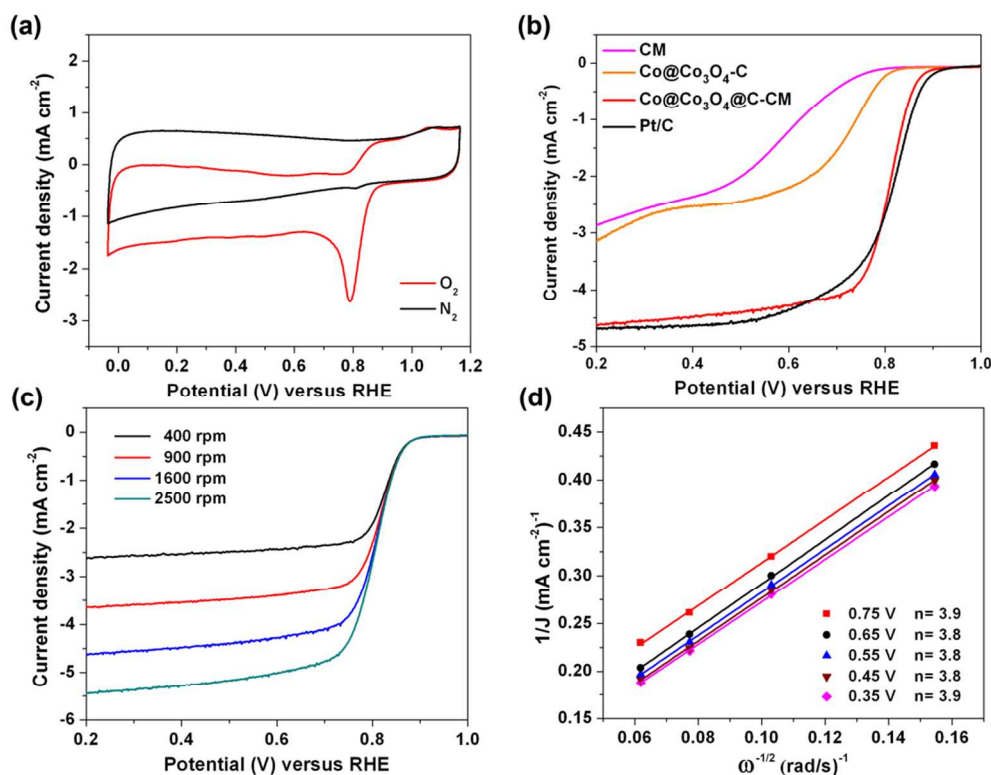 (a)
Current density (mA cm⁻²)
2
1
0
-1
-2
-3
0.0 0.2 0.4 0.6 0.8 1.0 1.2
Potential (V) versus RHE
O₂
N₂
(b)
Current density (mA cm⁻²)
0
-1
-2
-3
-4
-5
0.2 0.4 0.6 0.8 1.0
Potential (V) versus RHE
CM
Co@Co₃O₄-C
Co@Co₃O₄@C-CM
Pt/C
(c)
Current density (mA cm⁻²)
0
-1
-2
-3
-4
-5
-6
0.2 0.4 0.6 0.8 1.0
Potential (V) versus RHE
400 rpm
900 rpm
1600 rpm
2500 rpm
(d)
1/J (mA cm⁻²)⁻¹
0.45
0.40
0.35
0.30
0.25
0.20
0.15
0.06 0.08 0.10 0.12 0.14 0.16
ω⁻¹/² (rad/s)⁻¹
0.75 V n= 3.9
0.65 V n= 3.8
0.55 V n= 3.8
0.45 V n= 3.8
0.35 V n= 3.9